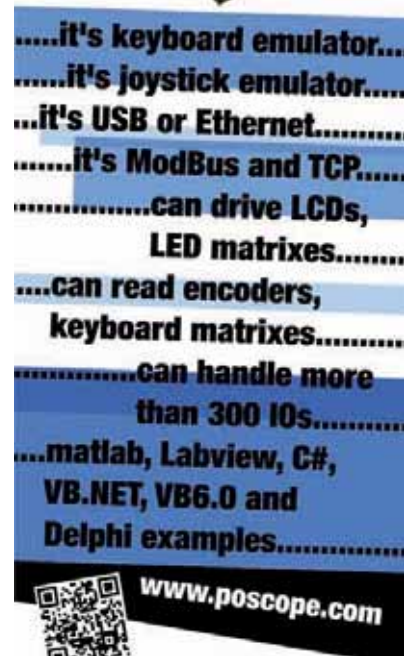 .....it's keyboard emulator....
......it's joystick emulator.....
...it's USB or Ethernet..........
.......it's ModBus and TCP......
................can drive LCDs,
LED matrixes........
....can read encoders,
keyboard matrixes..........
..............can handle more
than 300 IOs...........
....matlab, Labview, C#,
VB.NET, VB6.0 and
Delphi examples..............
www.poscope.com